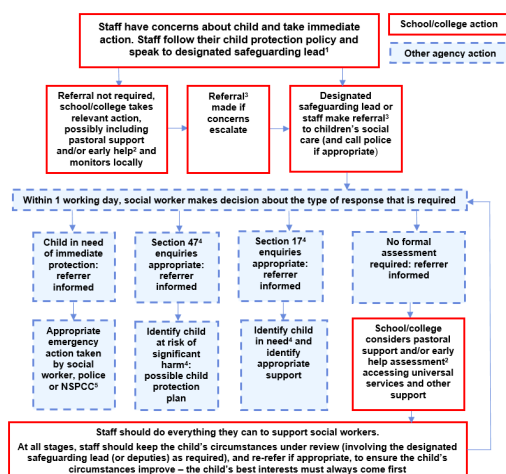 Staff have concerns about child and take immediate
action. Staff follow their child protection policy and
speak to designated safeguarding lead¹
School/college action
Other agency action
Referral not required,
school/college takes
relevant action,
possibly including
pastoral support
and/or early help² and
monitors locally
Referral³
made if
concerns
escalate
Designated
safeguarding lead or
staff make referral³
to children's social
care (and call police
if appropriate)
Within 1 working day, social worker makes decision about the type of response that is required
Child in need
of immediate
protection:
referrer
informed
Section 47⁴
enquiries
appropriate:
referrer
informed
Section 17⁴
enquiries
appropriate:
referrer
informed
No formal
assessment
required: referrer
informed
Appropriate
emergency
action taken
by social
worker, police
or NSPCC⁵
Identify child
at risk of
significant
harm⁴:
possible child
protection
plan
Identify child
in need⁴ and
identify
appropriate
support
School/college
considers pastoral
support and/or early
help assessment²
accessing universal
services and other
support
Staff should do everything they can to support social workers.
At all stages, staff should keep the child's circumstances under review (involving the designated
safeguarding lead (or deputies) as required), and re-refer if appropriate, to ensure the child's
circumstances improve – the child's best interests must always come first